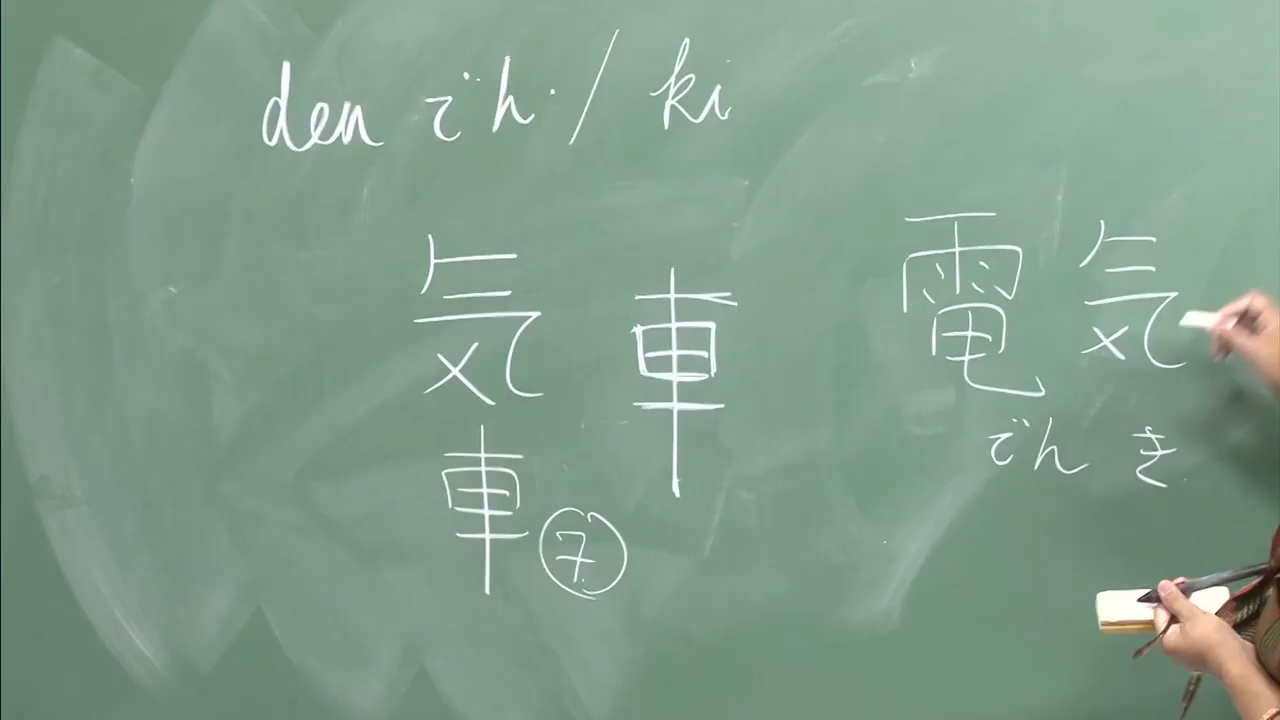 den でん / ki
気 車 電気
でんき
車 7